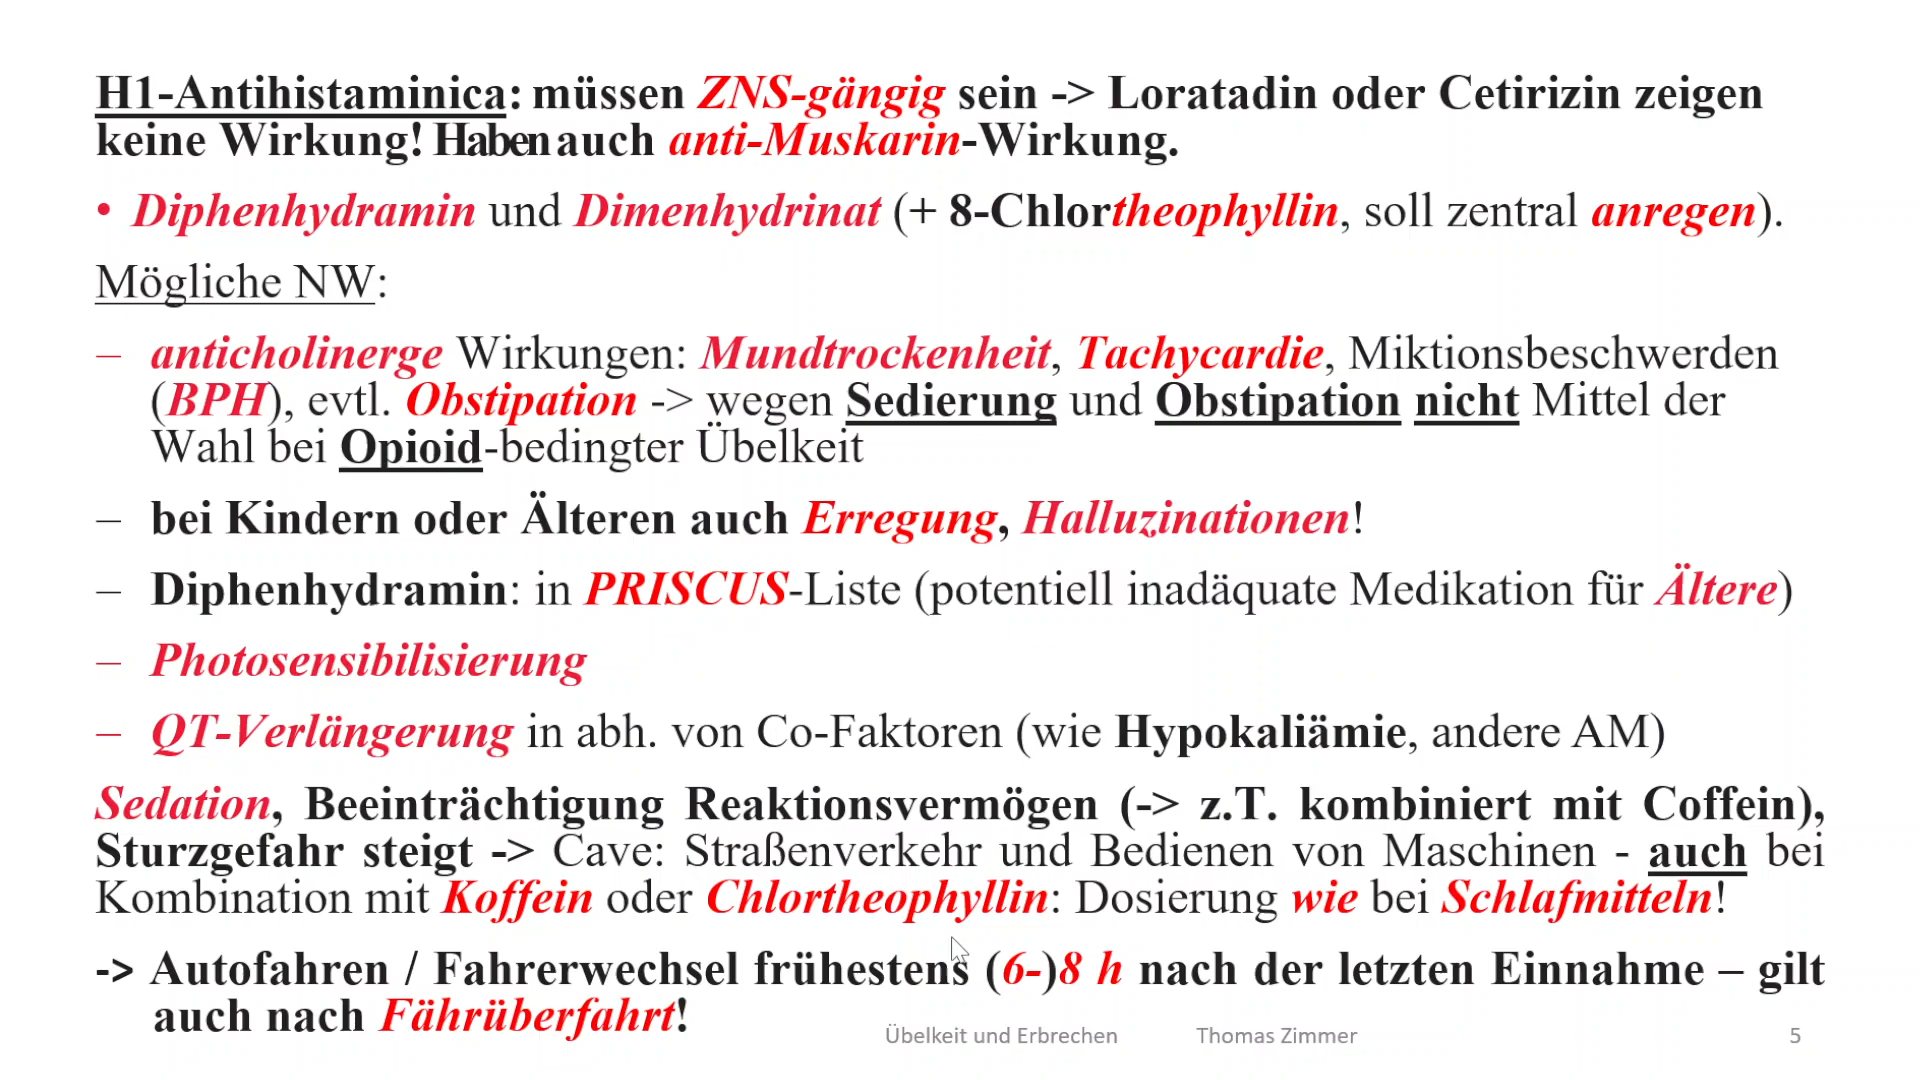 H1-Antihistaminica: müssen ZNS-gängig sein -> Loratadin oder Cetirizin zeigen
keine Wirkung! Haben auch anti-Muskarin-Wirkung.
• Diphenhydramin und Dimenhydrinat (+ 8-Chlortheophyllin, soll zentral anregen).
Mögliche NW:
– anticholinerge Wirkungen: Mundtrockenheit, Tachycardie, Miktionsbeschwerden
(BPH), evtl. Obstipation -> wegen Sedierung und Obstipation nicht Mittel der
Wahl bei Opioid-bedingter Übelkeit
– bei Kindern oder Älteren auch Erregung, Halluzinationen!
– Diphenhydramin: in PRISCUS-Liste (potentiell inadäquate Medikation für Ältere)
– Photosensibilisierung
– QT-Verlängerung in abh. von Co-Faktoren (wie Hypokaliämie, andere AM)
Sedation, Beeinträchtigung Reaktionsvermögen (-> z.T. kombiniert mit Coffein),
Sturzgefahr steigt -> Cave: Straßenverkehr und Bedienen von Maschinen - auch bei
Kombination mit Koffein oder Chlortheophyllin: Dosierung wie bei Schlafmitteln!
-> Autofahren / Fahrerwechsel frühestens (6-)8 h nach der letzten Einnahme – gilt
auch nach Fährüberfahrt!
Übelkeit und Erbrechen Thomas Zimmer 5